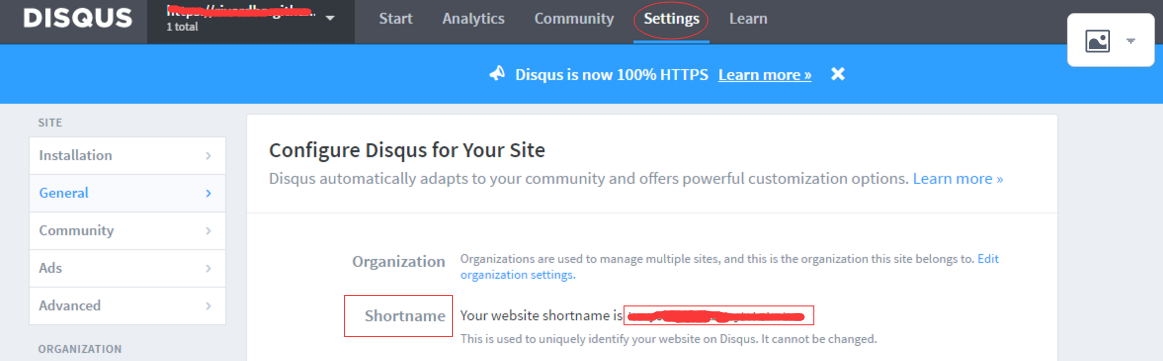 DISQUS
1 total
Start Analytics Community Settings Learn
Disqus is now 100% HTTPS Learn more »
SITE
Installation
General
Community
Ads
Advanced
ORGANIZATION
Configure Disqus for Your Site
Disqus automatically adapts to your community and offers powerful customization options. Learn more »
Organization
Organizations are used to manage multiple sites, and this is the organization this site belongs to. Edit
organization settings.
Shortname
Your website shortname is
This is used to uniquely identify your website on Disqus. It cannot be changed.